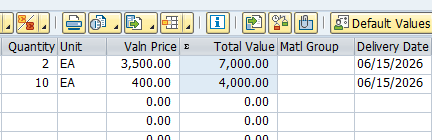 Default Values
Quantity Unit Valn Price Σ Total Value Matl Group Delivery Date
2 EA 3,500.00 7,000.00 06/15/2026
10 EA 400.00 4,000.00 06/15/2026
0.00 0.00
0.00 0.00
0.00 0.00